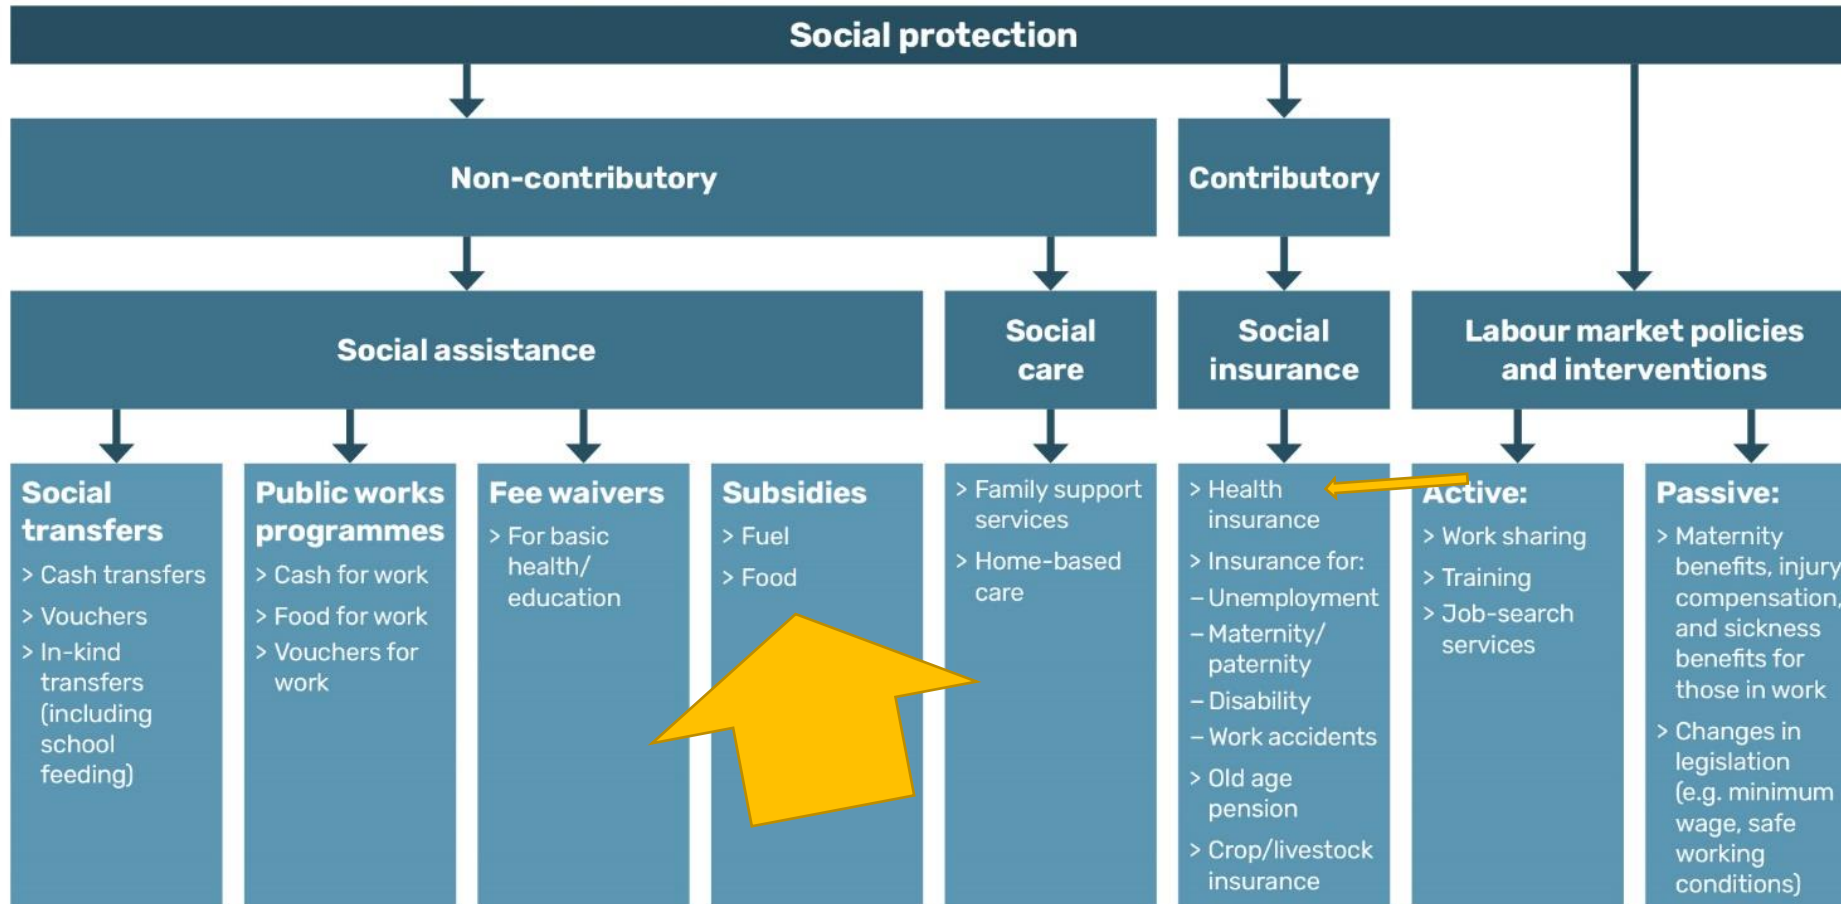 Social protection
Non-contributory
Contributory
Social assistance
Social
care
Social
insurance
Labour market policies
and interventions
Social
transfers
> Cash transfers
> Vouchers
> In-kind
transfers
(including
school
feeding)
Public works
programmes
> Cash for work
> Food for work
> Vouchers for
work
Fee waivers
> For basic
health/
education
Subsidies
> Fuel
> Food
> Family support
services
> Home-based
care
> Health
insurance
> Insurance for:
– Unemployment
– Maternity/
paternity
– Disability
– Work accidents
> Old age
pension
> Crop/livestock
insurance
Active:
> Work sharing
> Training
> Job-search
services
Passive:
> Maternity
benefits, injury
compensation,
and sickness
benefits for
those in work
> Changes in
legislation
(e.g. minimum
wage, safe
working
conditions)